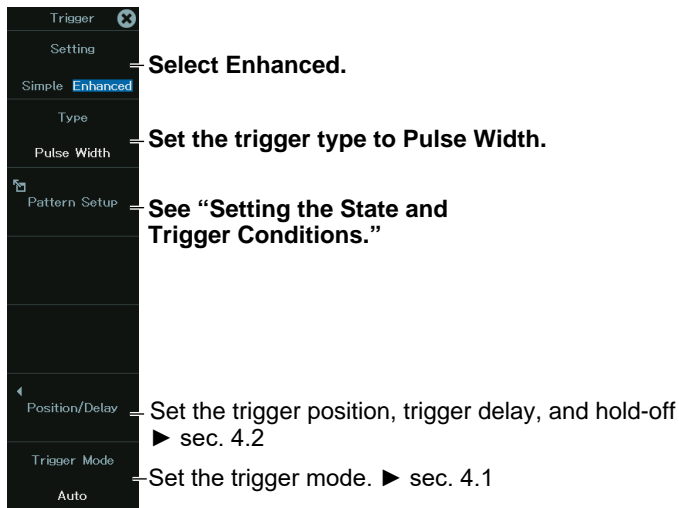 Trigger
Setting
Select Enhanced.
Simple Enhanced
Type
Set the trigger type to Pulse Width.
Pulse Width
Pattern Setup
See “Setting the State and
Trigger Conditions.”
Position/Delay
Set the trigger position, trigger delay, and hold-off
► sec. 4.2
Trigger Mode
Set the trigger mode. ► sec. 4.1
Auto